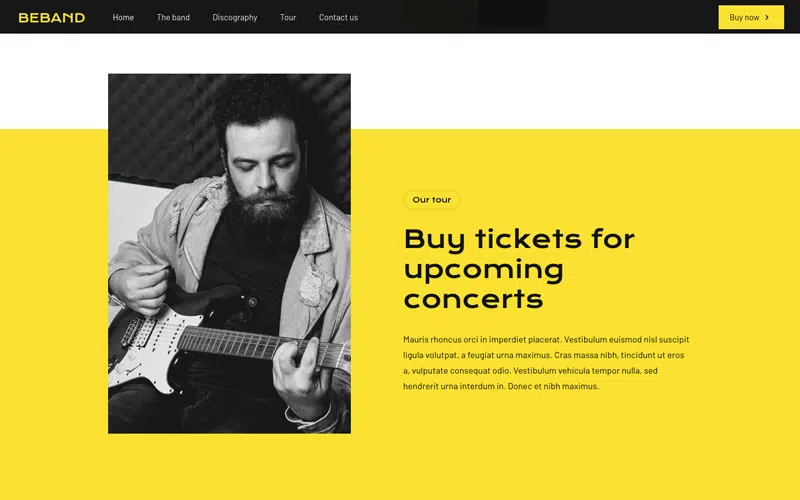 BEBAND Home The band Discography Tour Contact us Buy now
Our tour
Buy tickets for
upcoming
concerts
Mauris rhoncus orci in imperdiet placerat. Vestibulum euismod nisl suscipit
ligula volutpat, a feugiat urna maximus. Cras massa nibh, tincidunt ut eros
a, vulputate consequat odio. Vestibulum vehicula tempor nulla, sed
hendrerit urna interdum in. Donec et nibh maximus.